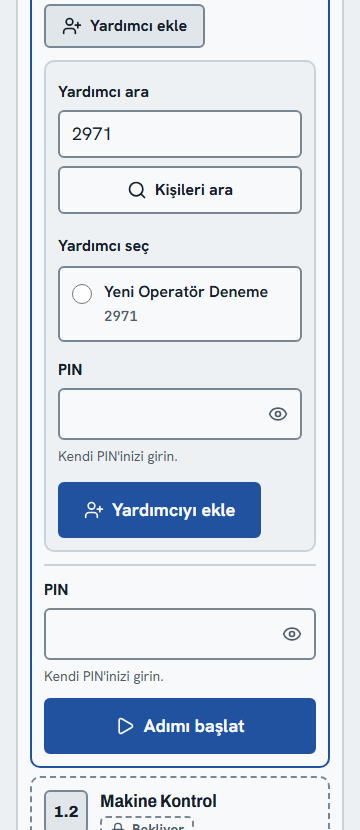 Yardımcı ekle
Yardımcı ara
2971
Kişileri ara
Yardımcı seç
Yeni Operatör Deneme
2971
PIN
Kendi PIN'inizi girin.
Yardımcıyı ekle
PIN
Kendi PIN'inizi girin.
Adımı başlat
1.2
Makine Kontrol
Bekliyor